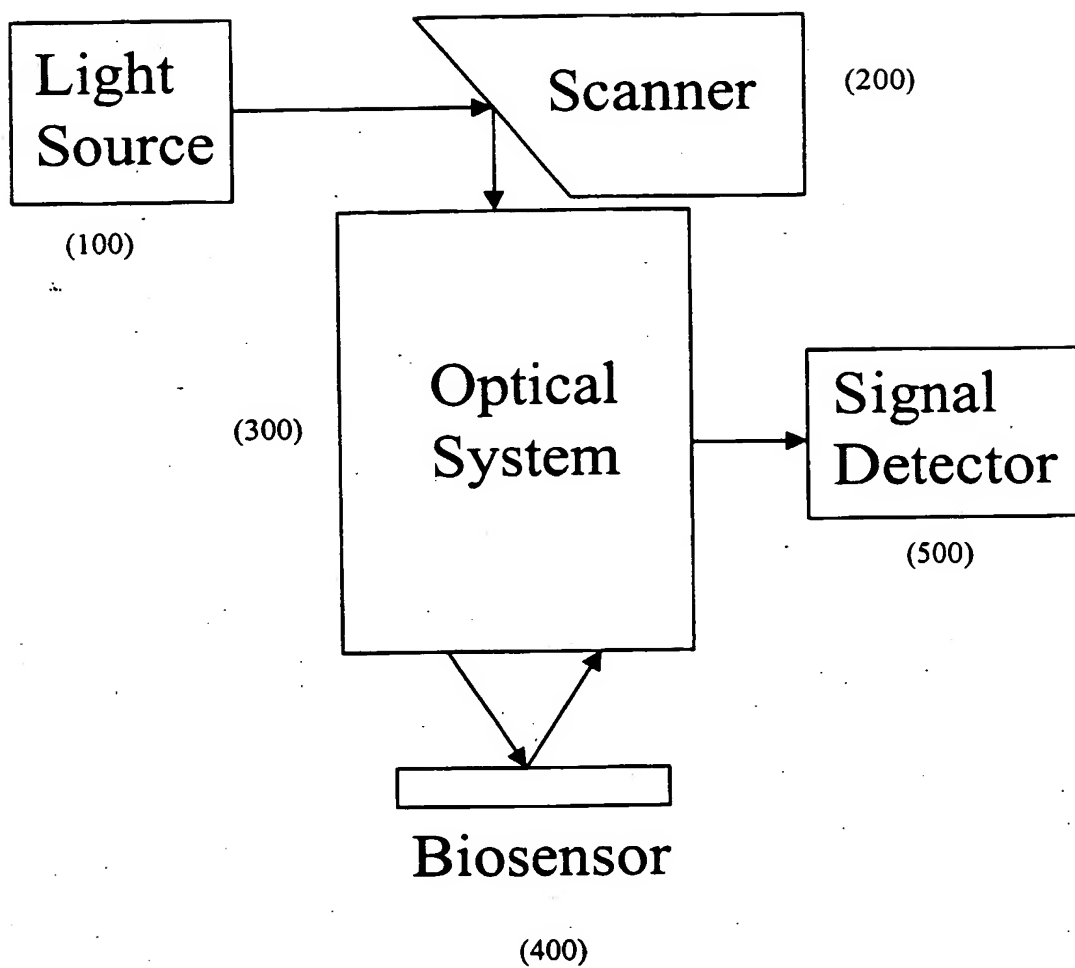 Light
Source
(100)
Scanner
(200)
Optical
System
(300)
Signal
Detector
(500)
Biosensor
(400)